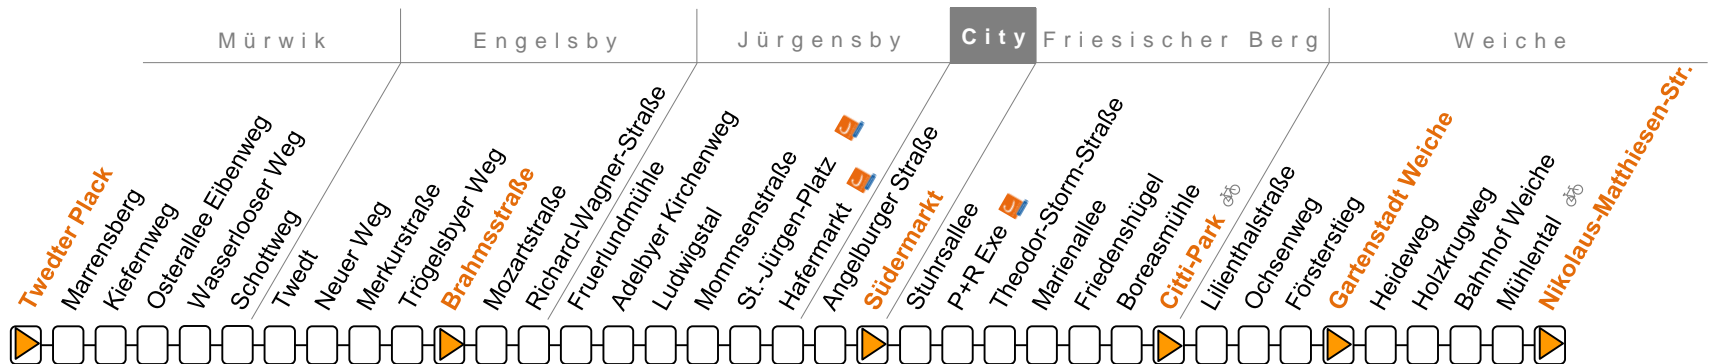 Mürwik
Engelsby
Jürgensby
City
Friesischer Berg
Weiche
Twedter Plack
Marrensberg
Kiefernweg
Osterallee Eibenweg
Wasserlooser Weg
Schottweg
Twedt
Neuer Weg
Merkurstraße
Trögelsbyer Weg
Brahmsstraße
Mozartstraße
Richard-Wagner-Straße
Fruerlundmühle
Adelbyer Kirchenweg
Ludwigstal
Mommsenstraße
St.-Jürgen-Platz
Hafermarkt
Angelburger Straße
Südermarkt
Stuhrsallee
P+R Exe
Theodor-Storm-Straße
Marienallee
Friedenshügel
Boreasmühle
Citti-Park
Lilienthalstraße
Ochsenweg
Försterstieg
Gartenstadt Weiche
Heideweg
Holzkrugweg
Bahnhof Weiche
Mühlental
Nikolaus-Matthiesen-Str.